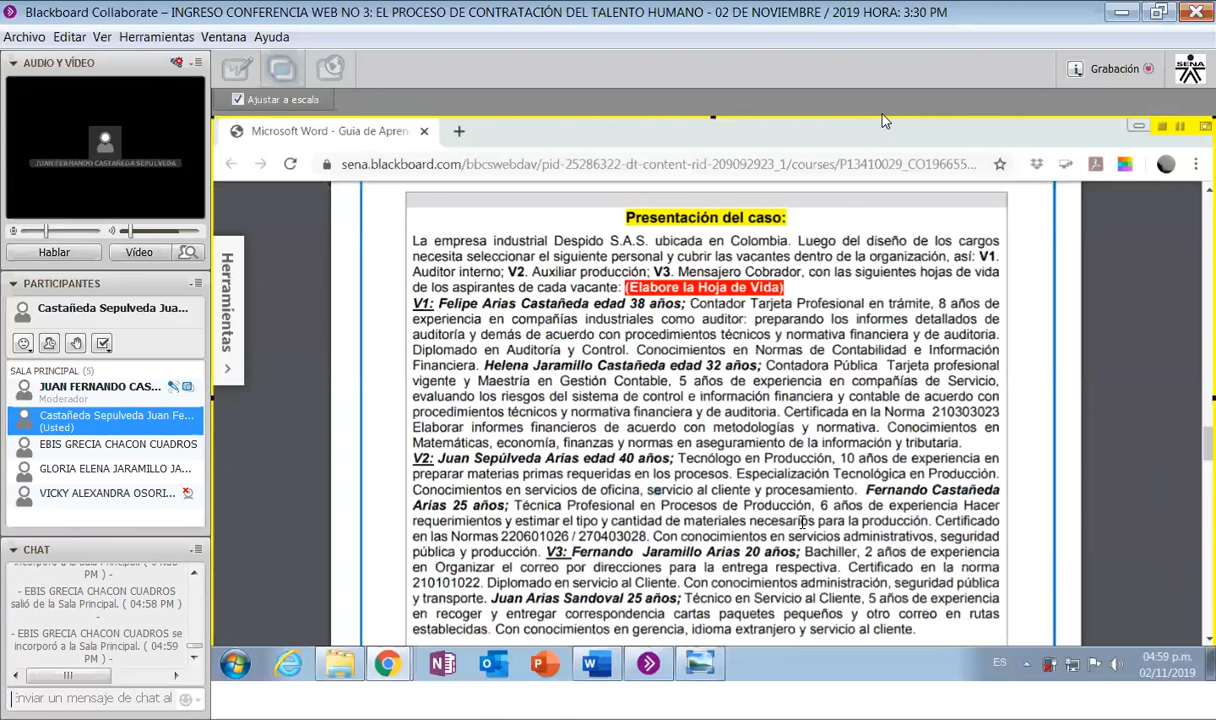 Blackboard Collaborate - INGRESO CONFERENCIA WEB NO 3: EL PROCESO DE CONTRATACIÓN DEL TALENTO HUMANO - 02 DE NOVIEMBRE / 2019 HORA: 3:30 PM
Archivo Editar Ver Herramientas Ventana Ayuda
AUDIO Y VÍDEO
JUAN FERNANDO CASTAÑEDA SEPULVEDA
Hablar Vídeo
PARTICIPANTES
Castañeda Sepulveda Jua...
SALA PRINCIPAL (5)
JUAN FERNANDO CAS...
Moderador
Castañeda Sepulveda Juan Fe...
(Usted)
EBIS GRECIA CHACON CUADROS
GLORIA ELENA JARAMILLO JA...
VICKY ALEXANDRA OSORI...
CHAT
incorporó a la Sala Principal. (04:58
PM ) -
- EBIS GRECIA CHACON CUADROS
salió de la Sala Principal. (04:58 PM
) -
- EBIS GRECIA CHACON CUADROS se
incorporó a la Sala Principal. (04:59
PM ) -
Enviar un mensaje de chat al
Grabación
SENA
Ajustar a escala
Microsoft Word - Guia de Apren
sena.blackboard.com/bbcswebdav/pid-25286322-dt-content-rid-209092923_1/courses/P13410029_CO196655...
Herramientas
Presentación del caso:
La empresa industrial Despido S.A.S. ubicada en Colombia. Luego del diseño de los cargos
necesita seleccionar el siguiente personal y cubrir las vacantes dentro de la organización, así: V1.
Auditor interno; V2. Auxiliar producción; V3. Mensajero Cobrador, con las siguientes hojas de vida
de los aspirantes de cada vacante: (Elabore la Hoja de Vida)
V1: Felipe Arias Castañeda edad 38 años; Contador Tarjeta Profesional en trámite, 8 años de
experiencia en compañías industriales como auditor: preparando los informes detallados de
auditoría y demás de acuerdo con procedimientos técnicos y normativa financiera y de auditoria.
Diplomado en Auditoría y Control. Conocimientos en Normas de Contabilidad e Información
Financiera. Helena Jaramillo Castañeda edad 32 años; Contadora Pública Tarjeta profesional
vigente y Maestría en Gestión Contable, 5 años de experiencia en compañías de Servicio,
evaluando los riesgos del sistema de control e información financiera y contable de acuerdo con
procedimientos técnicos y normativa financiera y de auditoria. Certificada en la Norma 210303023
Elaborar informes financieros de acuerdo con metodologías y normativa. Conocimientos en
Matemáticas, economía, finanzas y normas en aseguramiento de la información y tributaria.
V2: Juan Sepúlveda Arias edad 40 años; Tecnólogo en Producción, 10 años de experiencia en
preparar materias primas requeridas en los procesos. Especialización Tecnológica en Producción.
Conocimientos en servicios de oficina, servicio al cliente y procesamiento. Fernando Castañeda
Arias 25 años; Técnica Profesional en Procesos de Producción, 6 años de experiencia Hacer
requerimientos y estimar el tipo y cantidad de materiales necesarios para la producción. Certificado
en las Normas 220601026 / 270403028. Con conocimientos en servicios administrativos, seguridad
pública y producción. V3: Fernando Jaramillo Arias 20 años; Bachiller, 2 años de experiencia
en Organizar el correo por direcciones para la entrega respectiva. Certificado en la norma
210101022. Diplomado en servicio al Cliente. Con conocimientos administración, seguridad pública
y transporte. Juan Arias Sandoval 25 años; Técnico en Servicio al Cliente, 5 años de experiencia
en recoger y entregar correspondencia cartas paquetes pequeños y otro correo en rutas
establecidas. Con conocimientos en gerencia, idioma extranjero y servicio al cliente.
ES
04:59 p.m.
02/11/2019